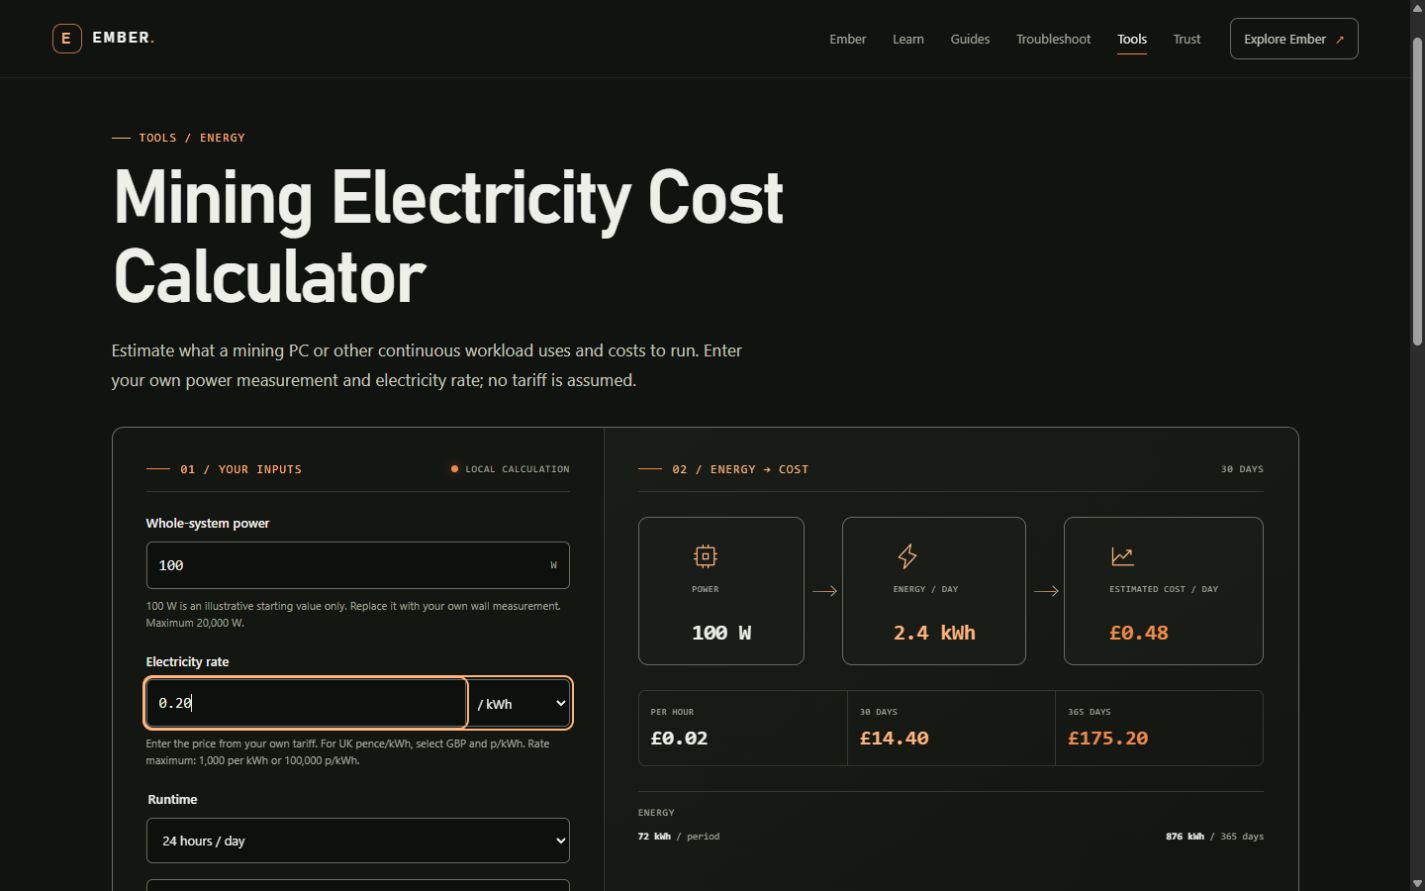 E EMBER.
Ember Learn Guides Troubleshoot Tools Trust Explore Ember ↗
TOOLS / ENERGY
Mining Electricity Cost
Calculator
Estimate what a mining PC or other continuous workload uses and costs to run. Enter
your own power measurement and electricity rate; no tariff is assumed.
01 / YOUR INPUTS
LOCAL CALCULATION
Whole-system power
100 W
100 W is an illustrative starting value only. Replace it with your own wall measurement.
Maximum 20,000 W.
Electricity rate
0.20 / kWh
Enter the price from your own tariff. For UK pence/kWh, select GBP and p/kWh. Rate
maximum: 1,000 per kWh or 100,000 p/kWh.
Runtime
24 hours / day
02 / ENERGY → COST
30 DAYS
POWER
100 W
ENERGY / DAY
2.4 kWh
ESTIMATED COST / DAY
£0.48
PER HOUR
£0.02
30 DAYS
£14.40
365 DAYS
£175.20
ENERGY
72 kWh / period
876 kWh / 365 days